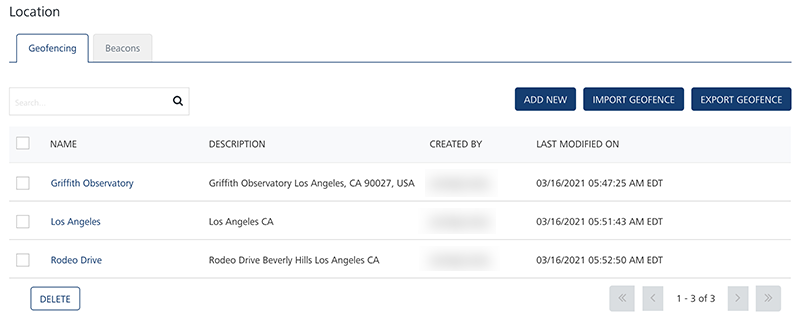 Location
Geofencing Beacons
Search...
ADD NEW IMPORT GEOFENCE EXPORT GEOFENCE
NAME DESCRIPTION CREATED BY LAST MODIFIED ON
Griffith Observatory Griffith Observatory Los Angeles, CA 90027, USA 03/16/2021 05:47:25 AM EDT
Los Angeles Los Angeles CA 03/16/2021 05:51:43 AM EDT
Rodeo Drive Rodeo Drive Beverly Hills Los Angeles CA 03/16/2021 05:52:50 AM EDT
DELETE 1 - 3 of 3